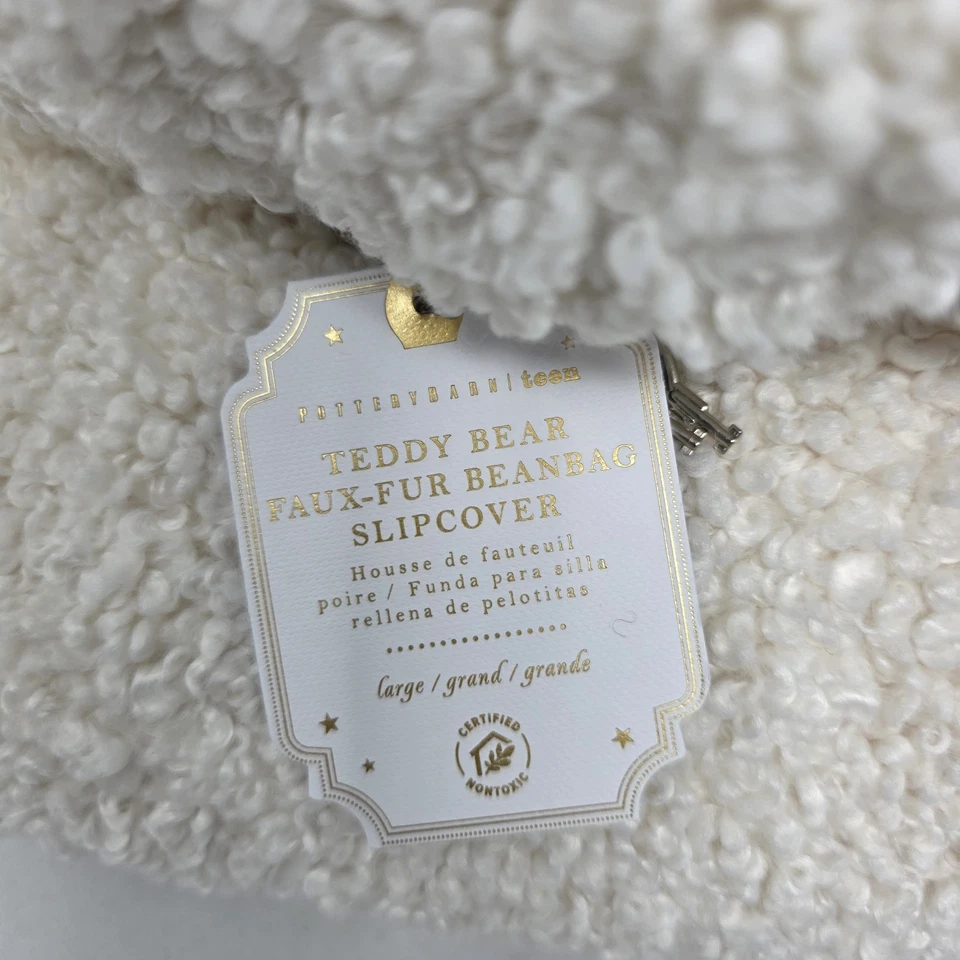 POTTERYBARN | teen
TEDDY BEAR
FAUX-FUR BEANBAG
SLIPCOVER
Housse de fauteuil
poire / Funda para silla
rellena de pelotitas
large / grand / grande
CERTIFIED
NONTOXIC